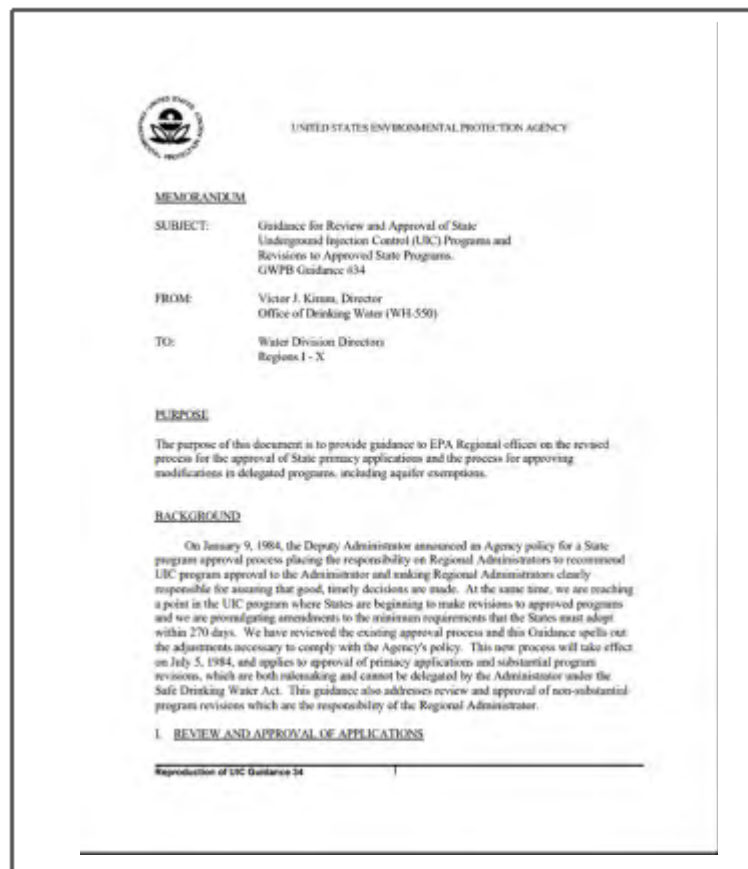 UNITED STATES ENVIRONMENTAL PROTECTION AGENCY
MEMORANDUM
SUBJECT: Guidance for Review and Approval of State
Underground Injection Control (UIC) Programs and
Revisions to Approved State Programs.
GWPB Guidance #34
FROM: Victor J. Kimm, Director
Office of Drinking Water (WH-550)
TO: Water Division Directors
Regions I - X
PURPOSE
The purpose of this document is to provide guidance to EPA Regional offices on the revised
process for the approval of State primacy applications and the process for approving
modifications in delegated programs, including aquifer exemptions.
BACKGROUND
On January 9, 1984, the Deputy Administrator announced an Agency policy for a State
program approval process placing the responsibility on Regional Administrators to recommend
UIC program approval to the Administrator and making Regional Administrators clearly
responsible for assuring that good, timely decisions are made. At the same time, we are reaching
a point in the UIC program where States are beginning to make revisions to approved programs
and we are promulgating amendments to the minimum requirements that the States must adopt
within 270 days. We have reviewed the existing approval process and this Guidance spells out
the adjustments necessary to comply with the Agency's policy. This new process will take effect
on July 5, 1984, and applies to approval of primacy applications and substantial program
revisions, which are both rulemaking and cannot be delegated by the Administrator under the
Safe Drinking Water Act. This guidance also addresses review and approval of non-substantial
program revisions which are the responsibility of the Regional Administrator.
I. REVIEW AND APPROVAL OF APPLICATIONS
Reproduction of UIC Guidance 34